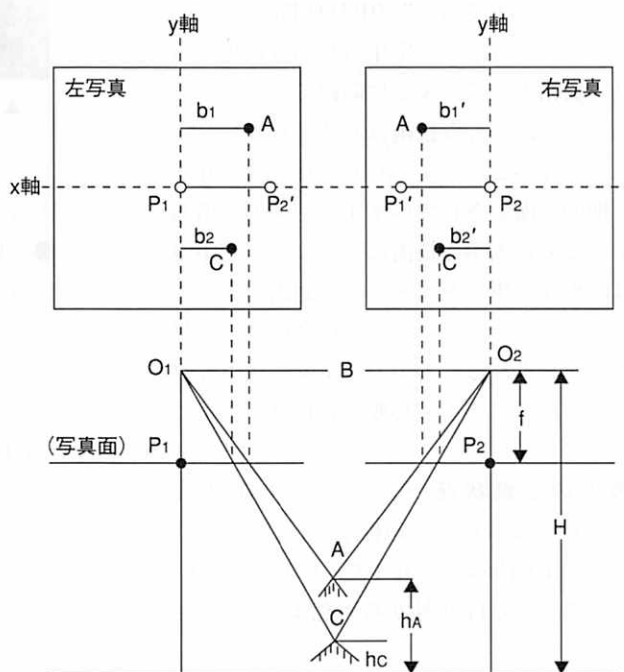 y軸 y軸
左写真 右写真
b₁ A A b₁′
x軸
P₁ P₂′ P₁′ P₂
b₂ C C b₂′
O₁ B O₂
f
(写真面) P₁ P₂
H
A
hA
C
hc